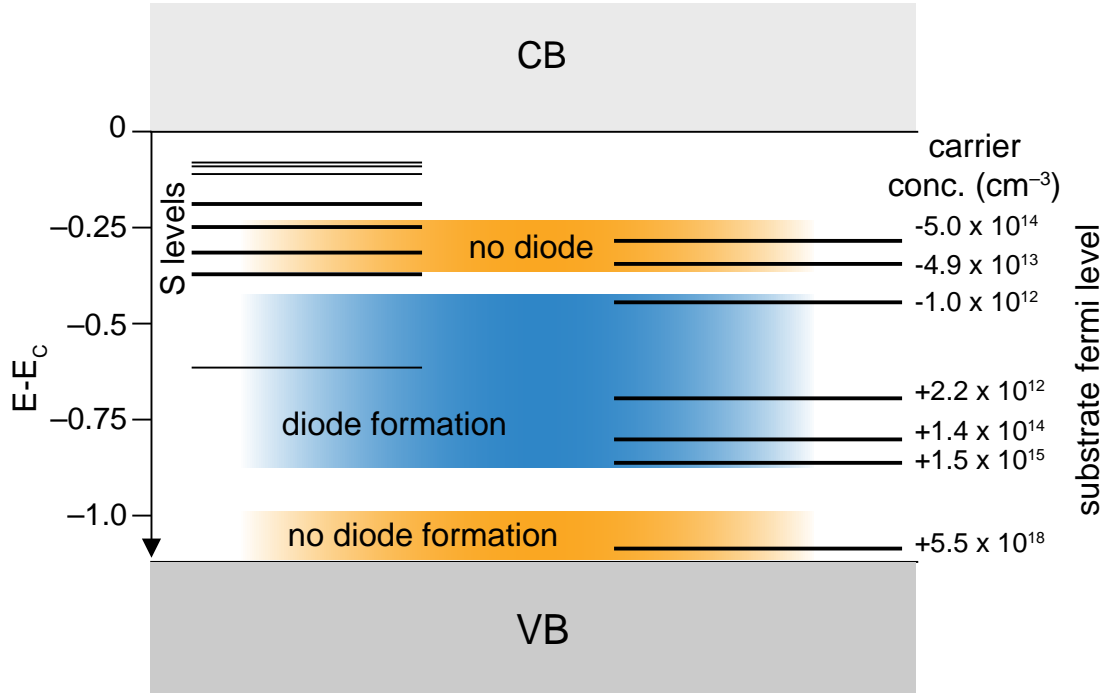 CB
0
carrier
conc. (cm⁻³)
S levels
–0.25
no diode
-5.0 x 10¹⁴
-4.9 x 10¹³
-1.0 x 10¹²
–0.5
E-E_C
+2.2 x 10¹²
–0.75
diode formation
+1.4 x 10¹⁴
+1.5 x 10¹⁵
substrate fermi level
–1.0
no diode formation
+5.5 x 10¹⁸
VB